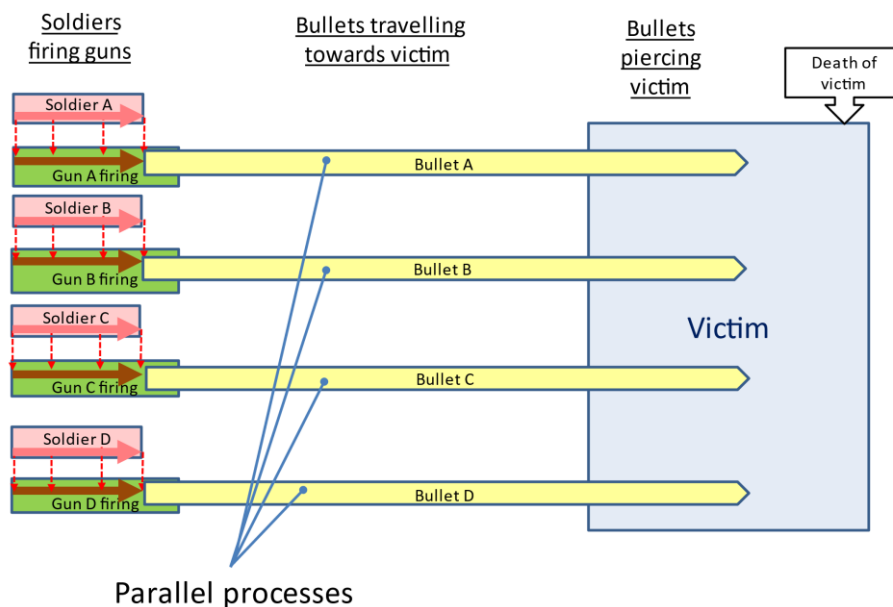 Soldiers
firing guns
Bullets travelling
towards victim
Bullets
piercing
victim
Death of
victim
Soldier A
Gun A firing
Bullet A
Soldier B
Gun B firing
Bullet B
Soldier C
Gun C firing
Bullet C
Victim
Soldier D
Gun D firing
Bullet D
Parallel processes